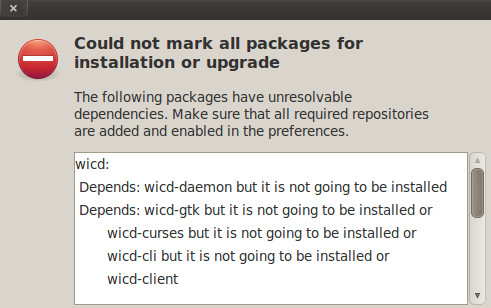 Could not mark all packages for
installation or upgrade
The following packages have unresolvable
dependencies. Make sure that all required repositories
are added and enabled in the preferences.
wicd:
Depends: wicd-daemon but it is not going to be installed
Depends: wicd-gtk but it is not going to be installed or
wicd-curses but it is not going to be installed or
wicd-cli but it is not going to be installed or
wicd-client